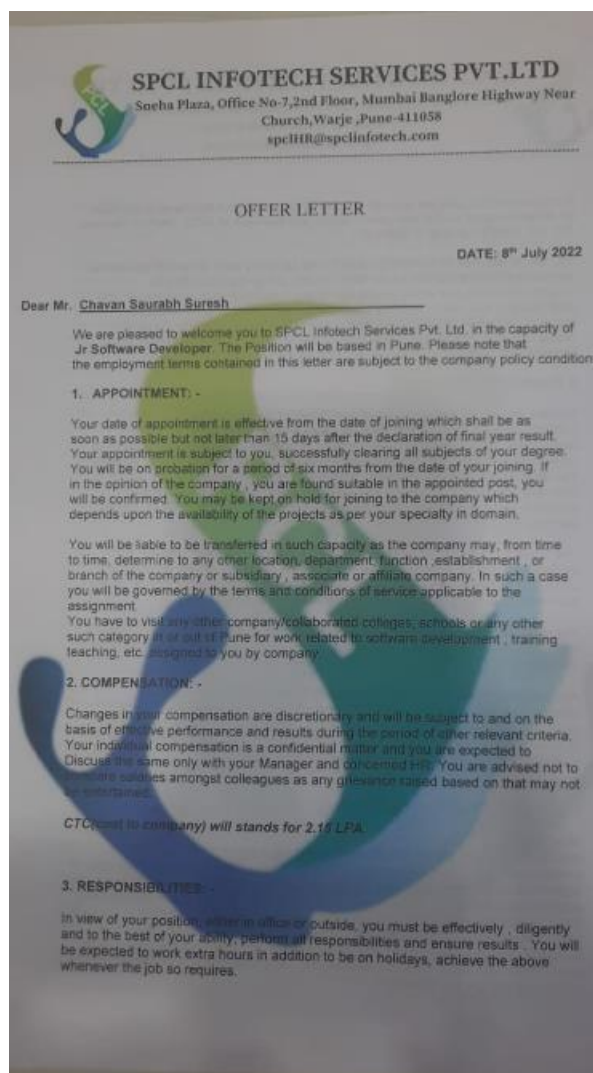 PCL
SPCL INFOTECH SERVICES PVT.LTD
Sneha Plaza, Office No-7,2nd Floor, Mumbai Banglore Highway Near
Church,Warje ,Pune-411058
spclHR@spclinfotech.com
OFFER LETTER
DATE: 8th July 2022
Dear Mr. Chavan Saurabh Suresh
We are pleased to welcome you to SPCL Infotech Services Pvt. Ltd. in the capacity of
Jr Software Developer. The Position will be based in Pune. Please note that
the employment terms contained in this letter are subject to the company policy condition
1. APPOINTMENT: -
Your date of appointment is effective from the date of joining which shall be as
soon as possible but not later than 15 days after the declaration of final year result.
Your appointment is subject to you, successfully clearing all subjects of your degree.
You will be on probation for a period of six months from the date of your joining. If
in the opinion of the company , you are found suitable in the appointed post, you
will be confirmed. You may be kept on hold for joining to the company which
depends upon the availability of the projects as per your specialty in domain.
You will be liable to be transferred in such capacity as the company may, from time
to time, determine to any other location, department, function ,establishment , or
branch of the company or subsidiary , associate or affiliate company. In such a case
you will be governed by the terms and conditions of service applicable to the
assignment
You have to visit any other company/collaborated colleges, schools or any other
such category in or out of Pune for work related to software development , training
teaching, etc. assigned to you by company.
2. COMPENSATION: -
Changes in your compensation are discretionary and will be subject to and on the
basis of effective performance and results during the period of other relevant criteria.
Your individual compensation is a confidential matter and you are expected to
Discuss the same only with your Manager and concerned HR. You are advised not to
compare salaries amongst colleagues as any grievance raised based on that may not
be entertained.
CTC(cost to company) will stands for 2.16 LPA.
3. RESPONSIBILITIES: -
In view of your position, either in office or outside, you must be effectively , diligently
and to the best of your ability, perform all responsibilities and ensure results . You will
be expected to work extra hours in addition to be on holidays, achieve the above
whenever the job so requires.